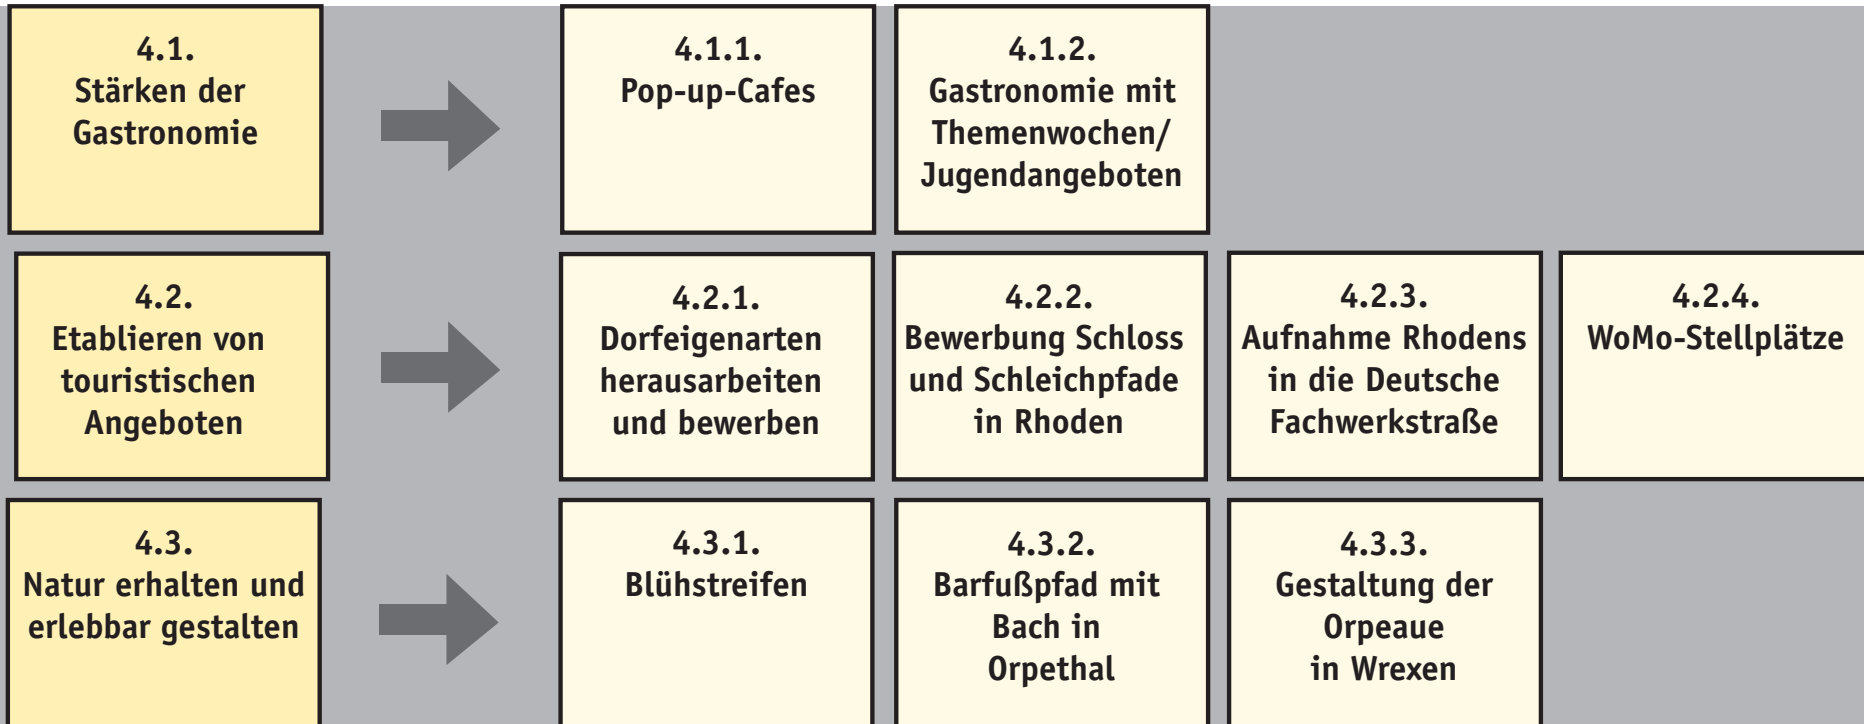 4.1.
Stärken der
Gastronomie
4.1.1.
Pop-up-Cafes
4.1.2.
Gastronomie mit
Themenwochen/
Jugendangeboten
4.2.
Etablieren von
touristischen
Angeboten
4.2.1.
Dorfeigenarten
herausarbeiten
und bewerben
4.2.2.
Bewerbung Schloss
und Schleichpfade
in Rhoden
4.2.3.
Aufnahme Rhodens
in die Deutsche
Fachwerkstraße
4.2.4.
WoMo-Stellplätze
4.3.
Natur erhalten und
erlebbar gestalten
4.3.1.
Blühstreifen
4.3.2.
Barfußpfad mit
Bach in
Orpethal
4.3.3.
Gestaltung der
Orpeaue
in Wrexen